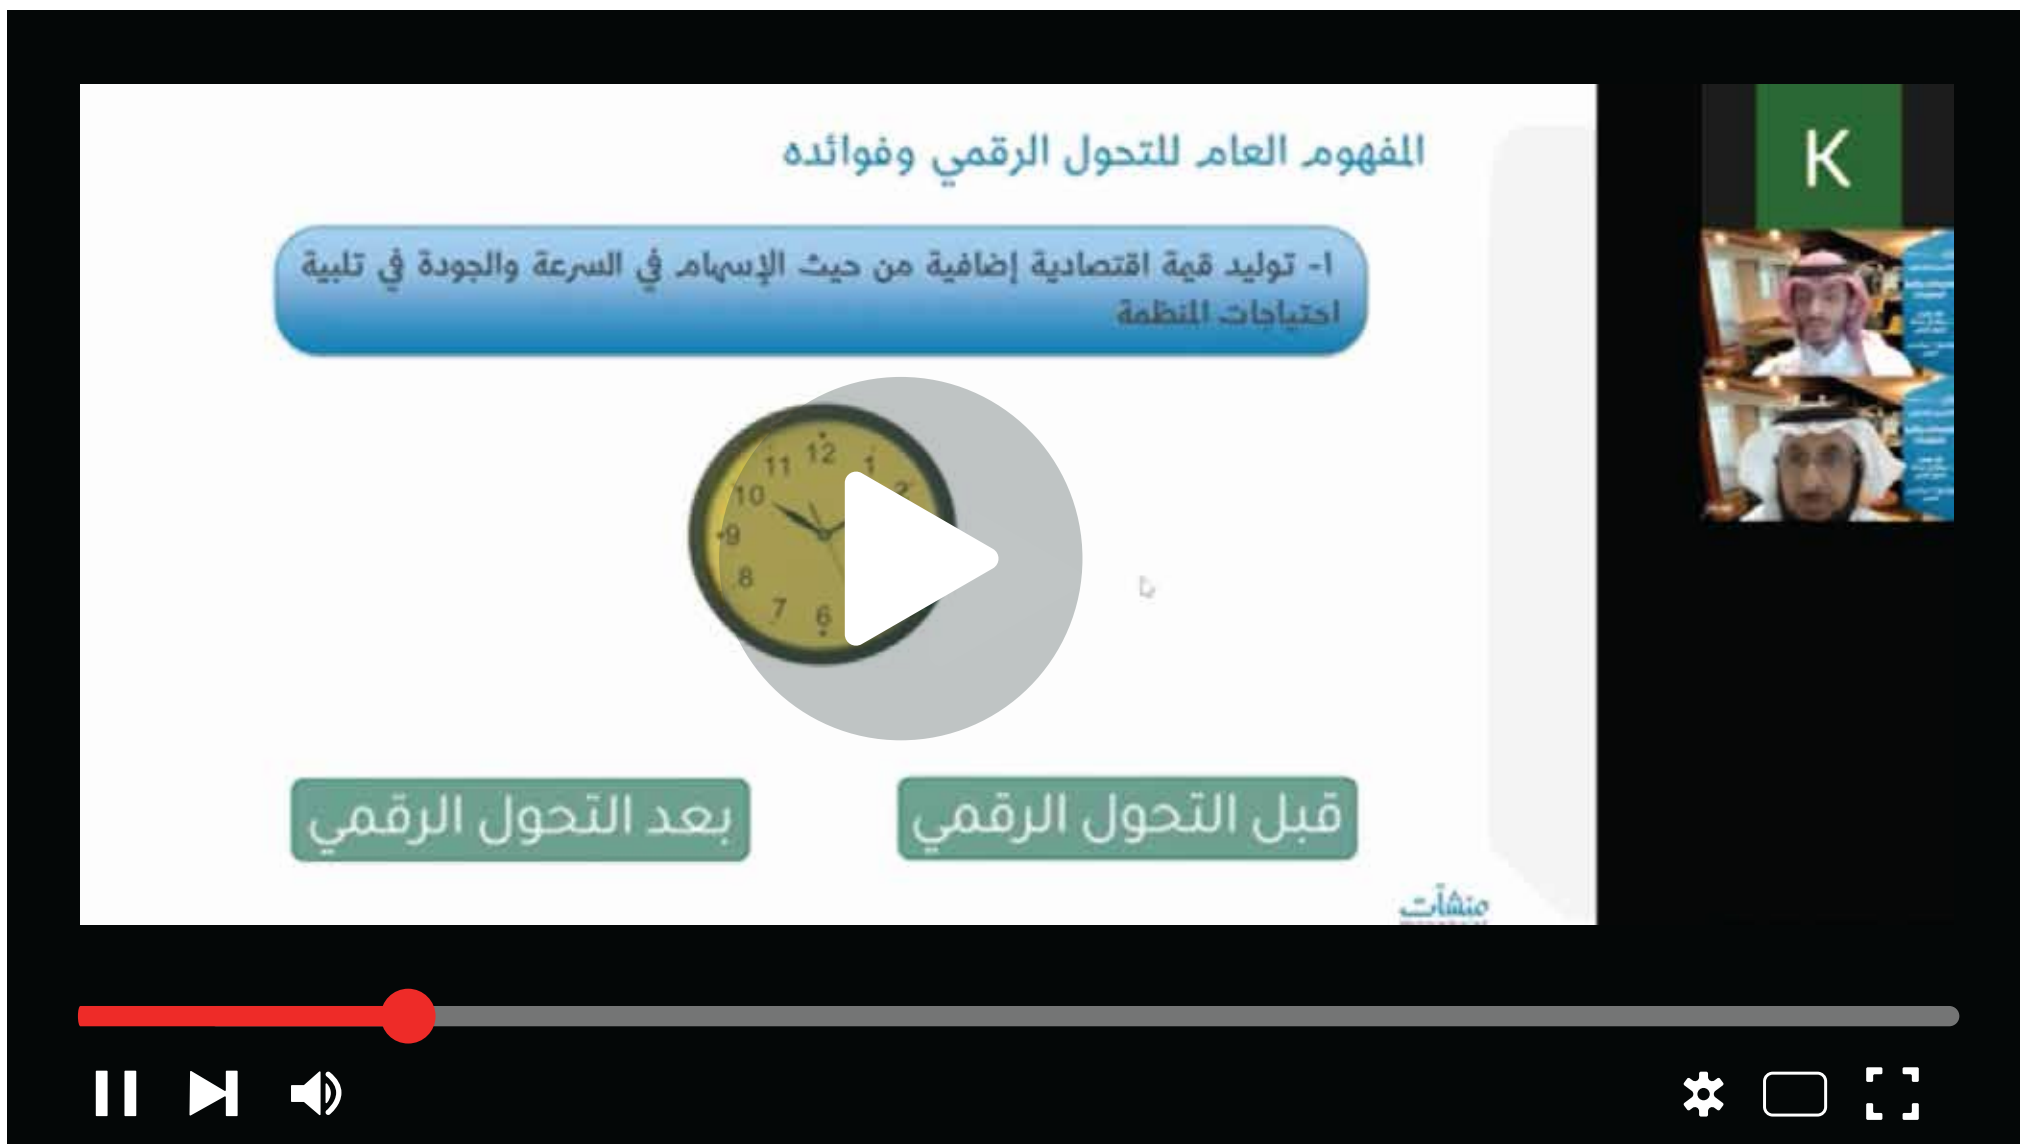 المفهوم العام للتحول الرقمي وفوائده
K
١- توليد قيمة اقتصادية إضافية من حيث الإسهام في السرعة والجودة في تلبية
احتياجات المنظمة
12
11
1
10
2
9
8
7
6
قبل التحول الرقمي
بعد التحول الرقمي
منشآت